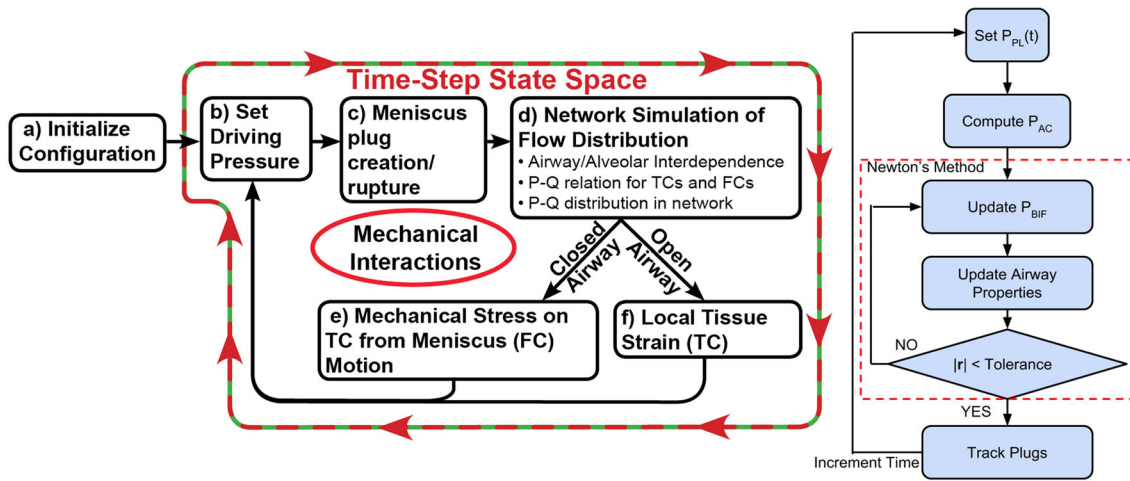 Time-Step State Space
a) Initialize
Configuration
b) Set
Driving
Pressure
c) Meniscus
plug
creation/
rupture
d) Network Simulation of
Flow Distribution
• Airway/Alveolar Interdependence
• P-Q relation for TCs and FCs
• P-Q distribution in network
Mechanical
Interactions
Closed
Airway
Open
Airway
e) Mechanical Stress on
TC from Meniscus (FC)
Motion
f) Local Tissue
Strain (TC)
Set P_PL(t)
Compute P_AC
Newton's Method
Update P_BIF
Update Airway
Properties
NO
|r| < Tolerance
YES
Increment Time
Track Plugs